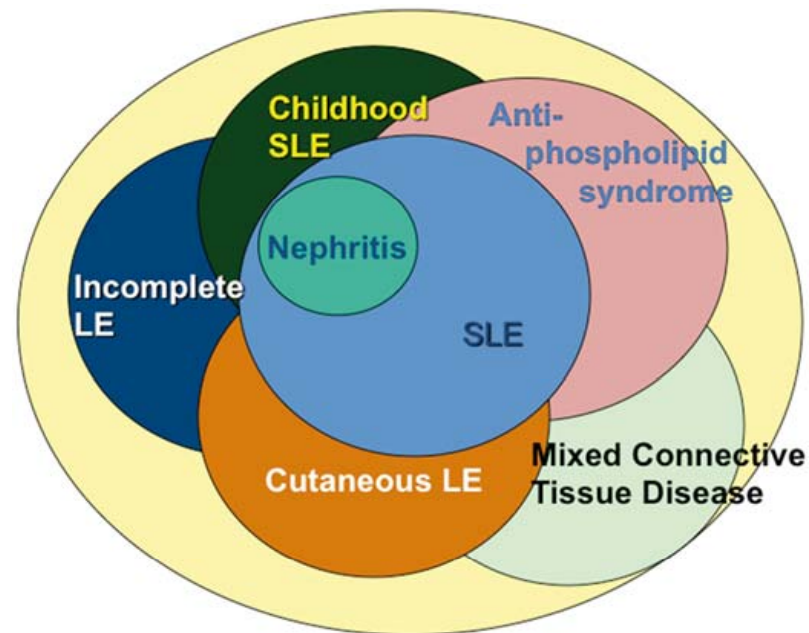 Childhood
SLE
Anti-
phospholipid
syndrome
Nephritis
Incomplete
LE
SLE
Cutaneous LE
Mixed Connective
Tissue Disease